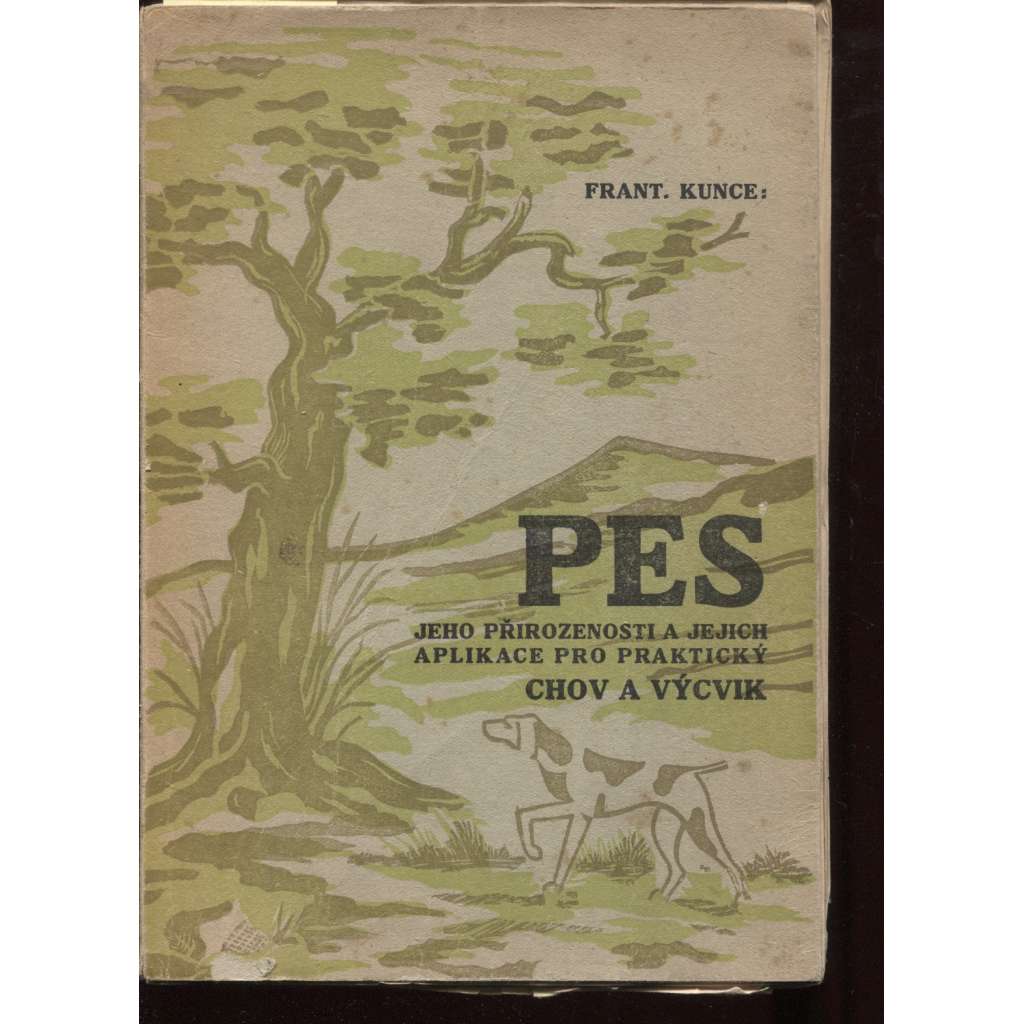 FRANT. KUNCE:
PES
JEHO PŘIROZENOSTI A JEJICH
APLIKACE PRO PRAKTICKÝ
CHOV A VÝCVIK